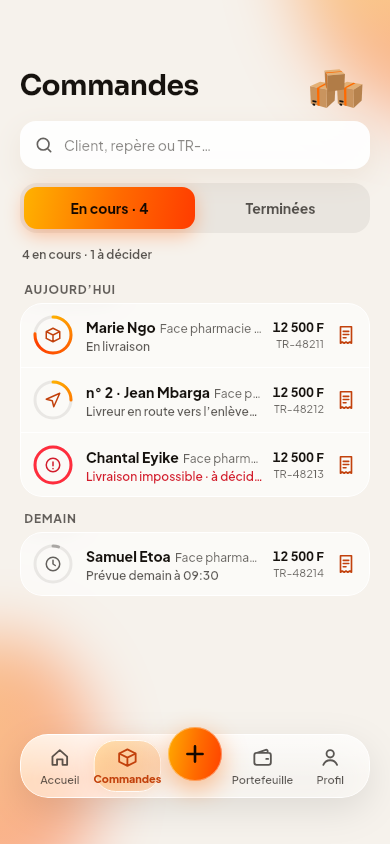 Commandes
Client, repère ou TR-…
En cours · 4
Terminées
4 en cours · 1 à décider
AUJOURD’HUI
Marie Ngo Face pharmacie … 12 500 F
En livraison TR-48211
n° 2 · Jean Mbarga Face p… 12 500 F
Livreur en route vers l’enlève… TR-48212
Chantal Eyike Face pharm… 12 500 F
Livraison impossible · à décid… TR-48213
DEMAIN
Samuel Etoa Face pharma… 12 500 F
Prévue demain à 09:30 TR-48214
Accueil Commandes Portefeuille Profil